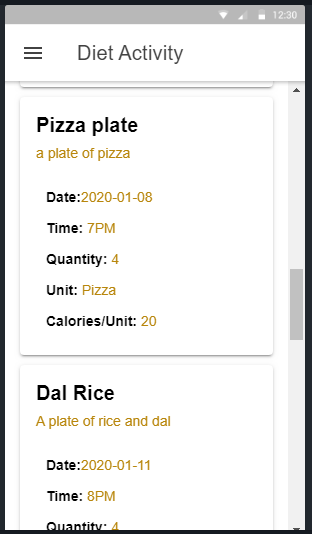 12:30
Diet Activity
Pizza plate
a plate of pizza
Date:2020-01-08
Time: 7PM
Quantity: 4
Unit: Pizza
Calories/Unit: 20
Dal Rice
A plate of rice and dal
Date:2020-01-11
Time: 8PM
Quantity: 4